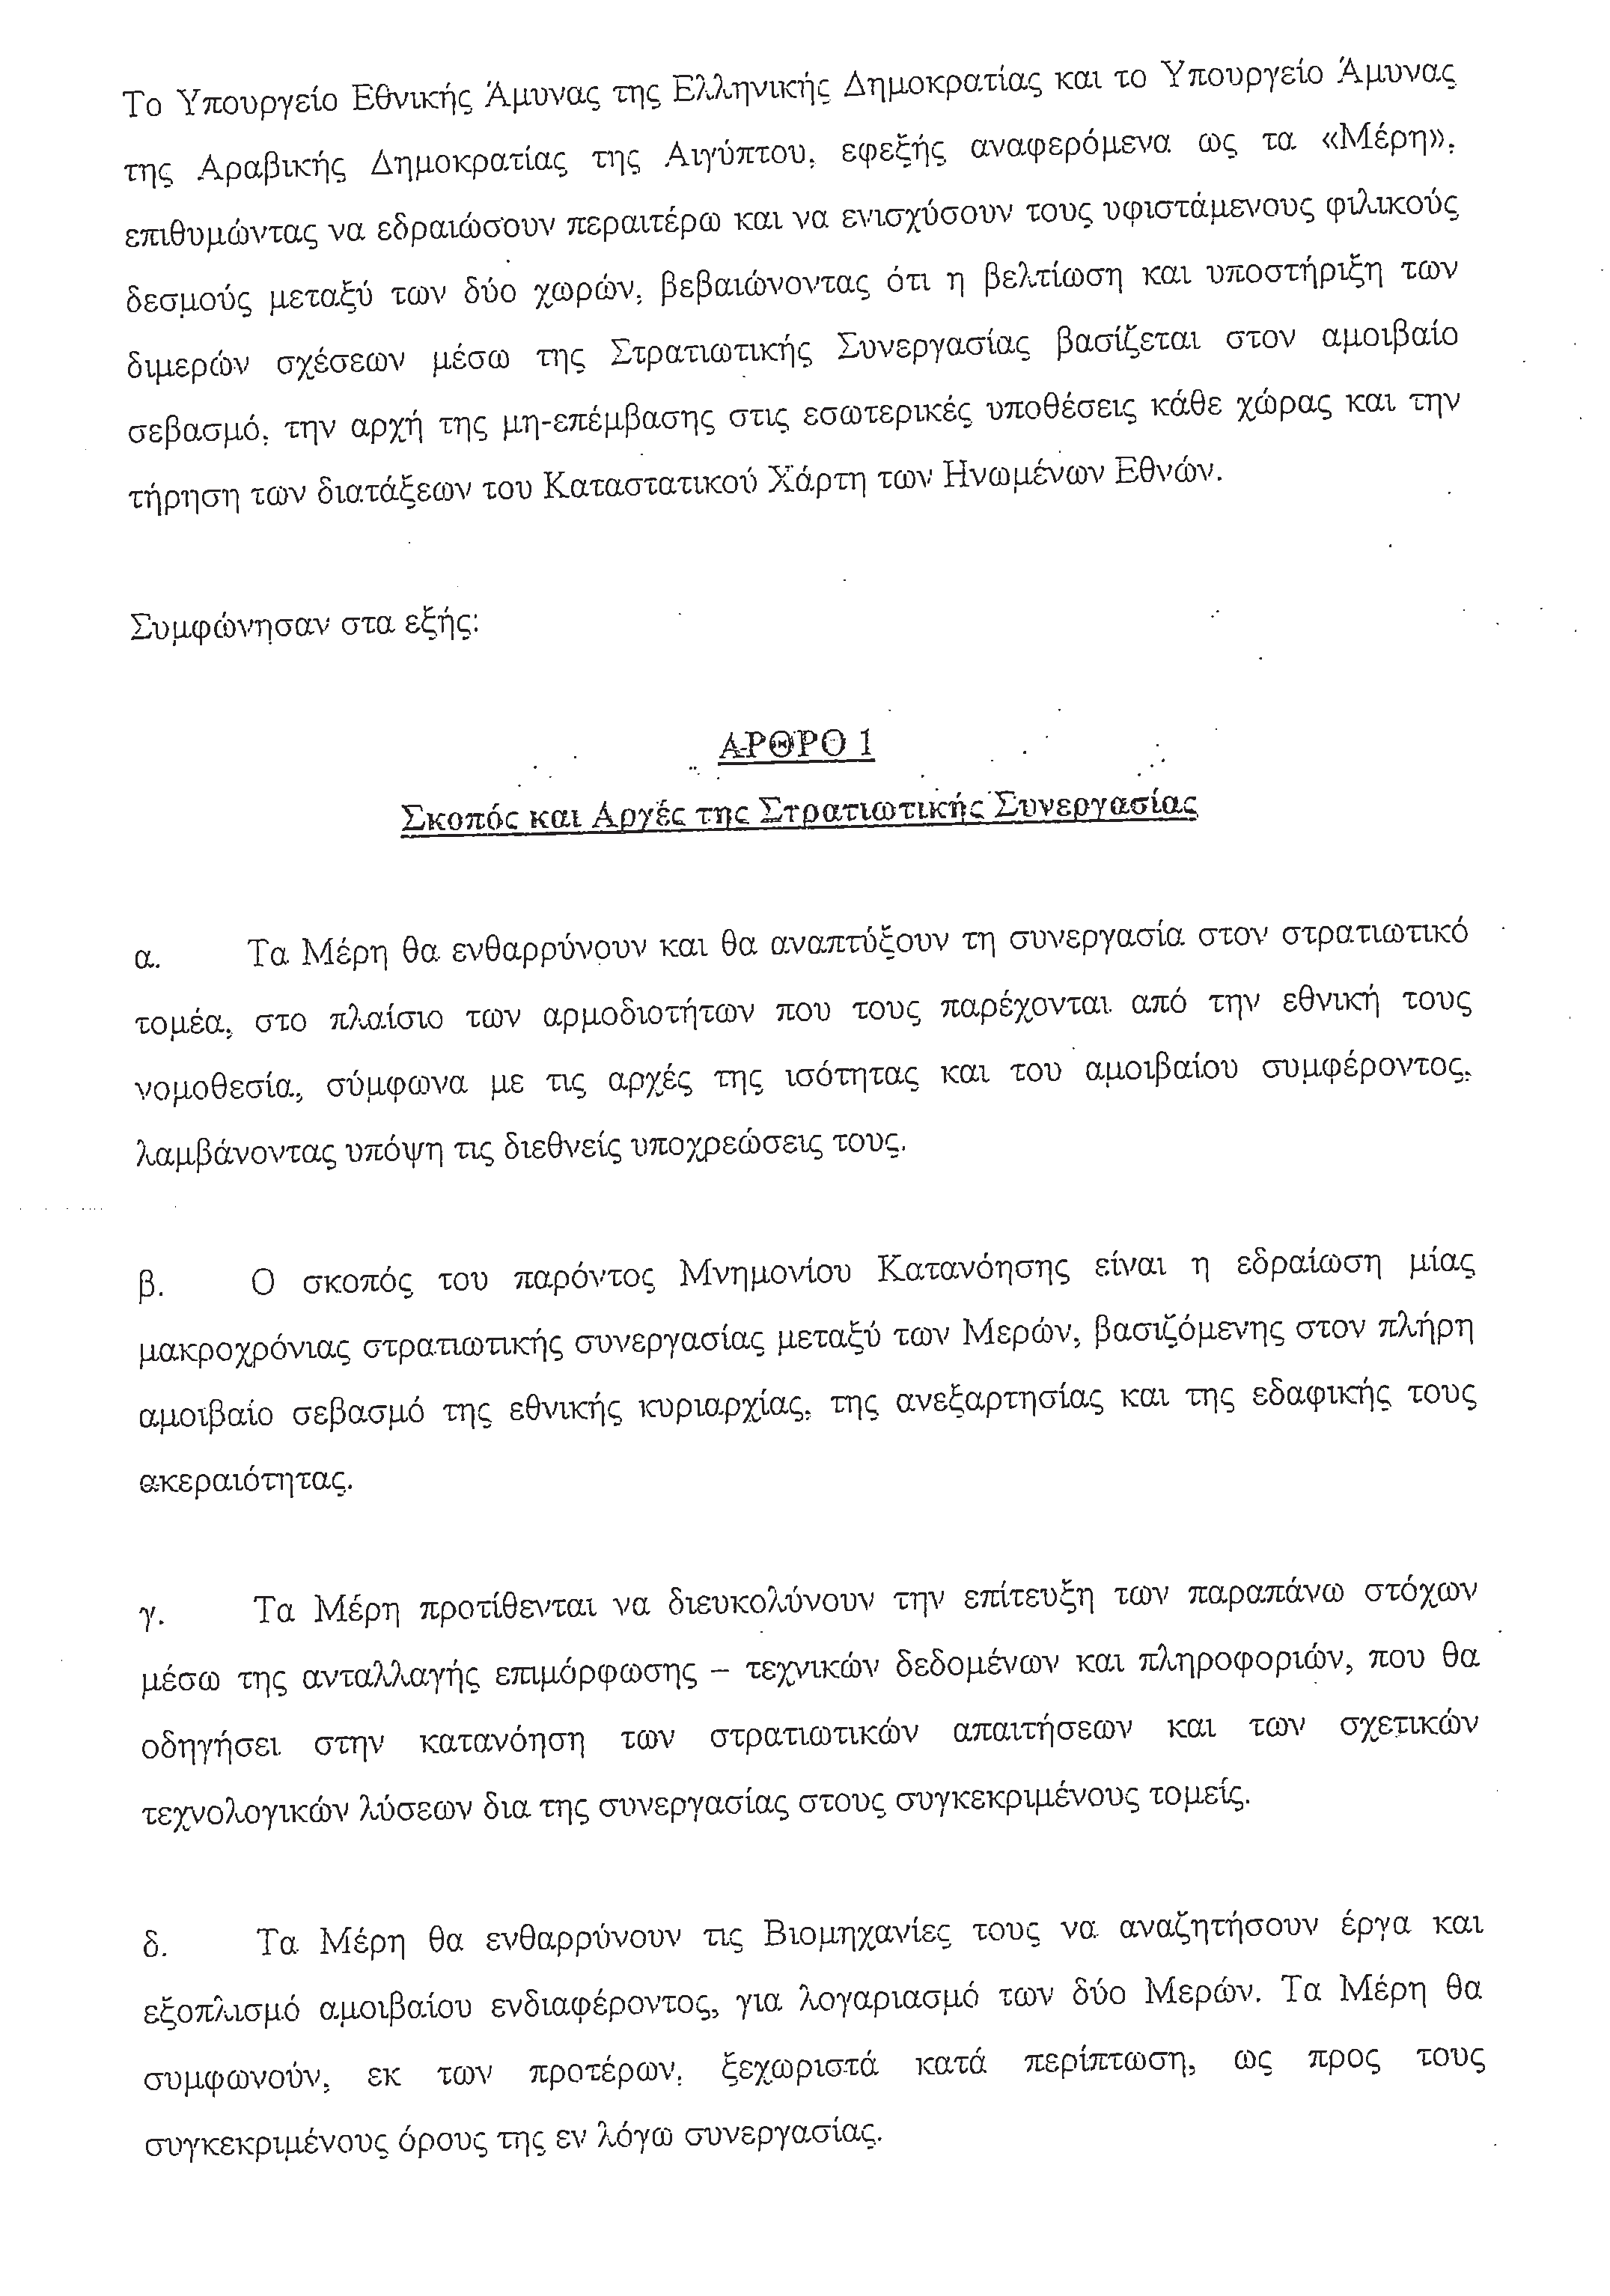 Το Υπουργείο Εθνικής Άμυνας της Ελληνικής Δημοκρατίας και το Υπουργείο Άμυνας
της Αραβικής Δημοκρατίας της Αιγύπτου, εφεξής αναφερόμενα ως τα «Μέρη»,
επιθυμώντας να εδραιώσουν περαιτέρω και να ενισχύσουν τους υφιστάμενους φιλικούς
δεσμούς μεταξύ των δύο χωρών, βεβαιώνοντας ότι η βελτίωση και υποστήριξη των
διμερών σχέσεων μέσω της Στρατιωτικής Συνεργασίας βασίζεται στον αμοιβαίο
σεβασμό, την αρχή της μη-επέμβασης στις εσωτερικές υποθέσεις κάθε χώρας και την
τήρηση των διατάξεων του Καταστατικού Χάρτη των Ηνωμένων Εθνών.
Συμφώνησαν στα εξής:
ΑΡΘΡΟ 1
Σκοπός και Αρχές της Στρατιωτικής Συνεργασίας
α. Τα Μέρη θα ενθαρρύνουν και θα αναπτύξουν τη συνεργασία στον στρατιωτικό
τομέα, στο πλαίσιο των αρμοδιοτήτων που τους παρέχονται από την εθνική τους
νομοθεσία, σύμφωνα με τις αρχές της ισότητας και του αμοιβαίου συμφέροντος,
λαμβάνοντας υπόψη τις διεθνείς υποχρεώσεις τους.
β. Ο σκοπός του παρόντος Μνημονίου Κατανόησης είναι η εδραίωση μίας
μακροχρόνιας στρατιωτικής συνεργασίας μεταξύ των Μερών, βασιζόμενης στον πλήρη
αμοιβαίο σεβασμό της εθνικής κυριαρχίας, της ανεξαρτησίας και της εδαφικής τους
ακεραιότητας.
γ. Τα Μέρη προτίθενται να διευκολύνουν την επίτευξη των παραπάνω στόχων
μέσω της ανταλλαγής επιμόρφωσης – τεχνικών δεδομένων και πληροφοριών, που θα
οδηγήσει στην κατανόηση των στρατιωτικών απαιτήσεων και των σχετικών
τεχνολογικών λύσεων δια της συνεργασίας στους συγκεκριμένους τομείς.
δ. Τα Μέρη θα ενθαρρύνουν τις Βιομηχανίες τους να αναζητήσουν έργα και
εξοπλισμό αμοιβαίου ενδιαφέροντος, για λογαριασμό των δύο Μερών. Τα Μέρη θα
συμφωνούν, εκ των προτέρων, ξεχωριστά κατά περίπτωση, ως προς τους
συγκεκριμένους όρους της εν λόγω συνεργασίας.